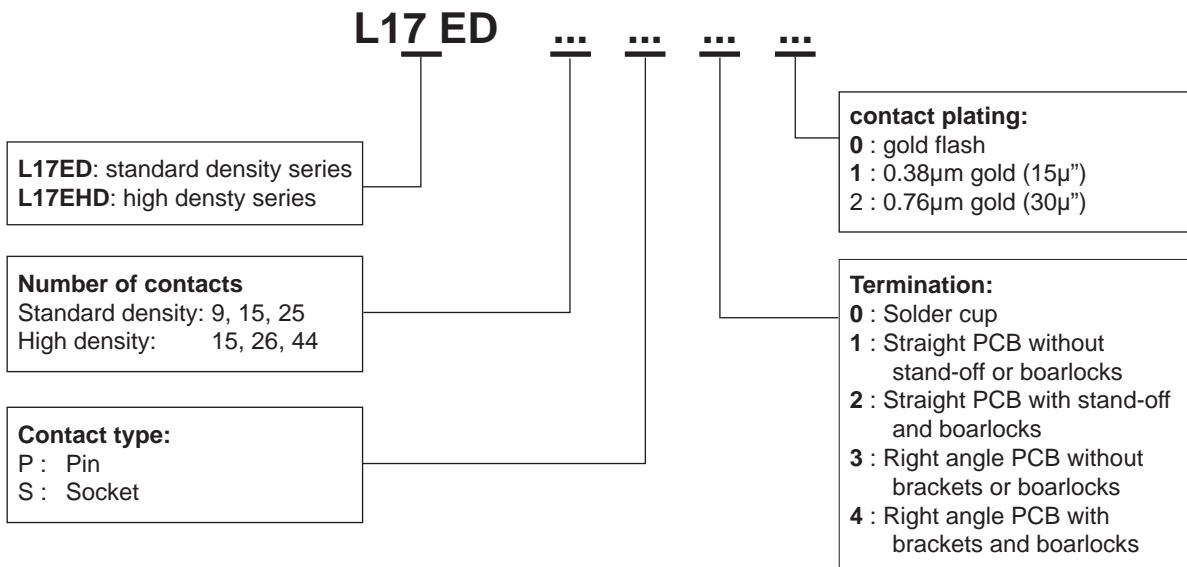 L17 ED ... ... ... ...
L17ED: standard density series
L17EHD: high densty series
Number of contacts
Standard density: 9, 15, 25
High density: 15, 26, 44
Contact type:
P : Pin
S : Socket
contact plating:
0 : gold flash
1 : 0.38µm gold (15µ”)
2 : 0.76µm gold (30µ”)
Termination:
0 : Solder cup
1 : Straight PCB without
stand-off or boarlocks
2 : Straight PCB with stand-off
and boarlocks
3 : Right angle PCB without
brackets or boarlocks
4 : Right angle PCB with
brackets and boarlocks